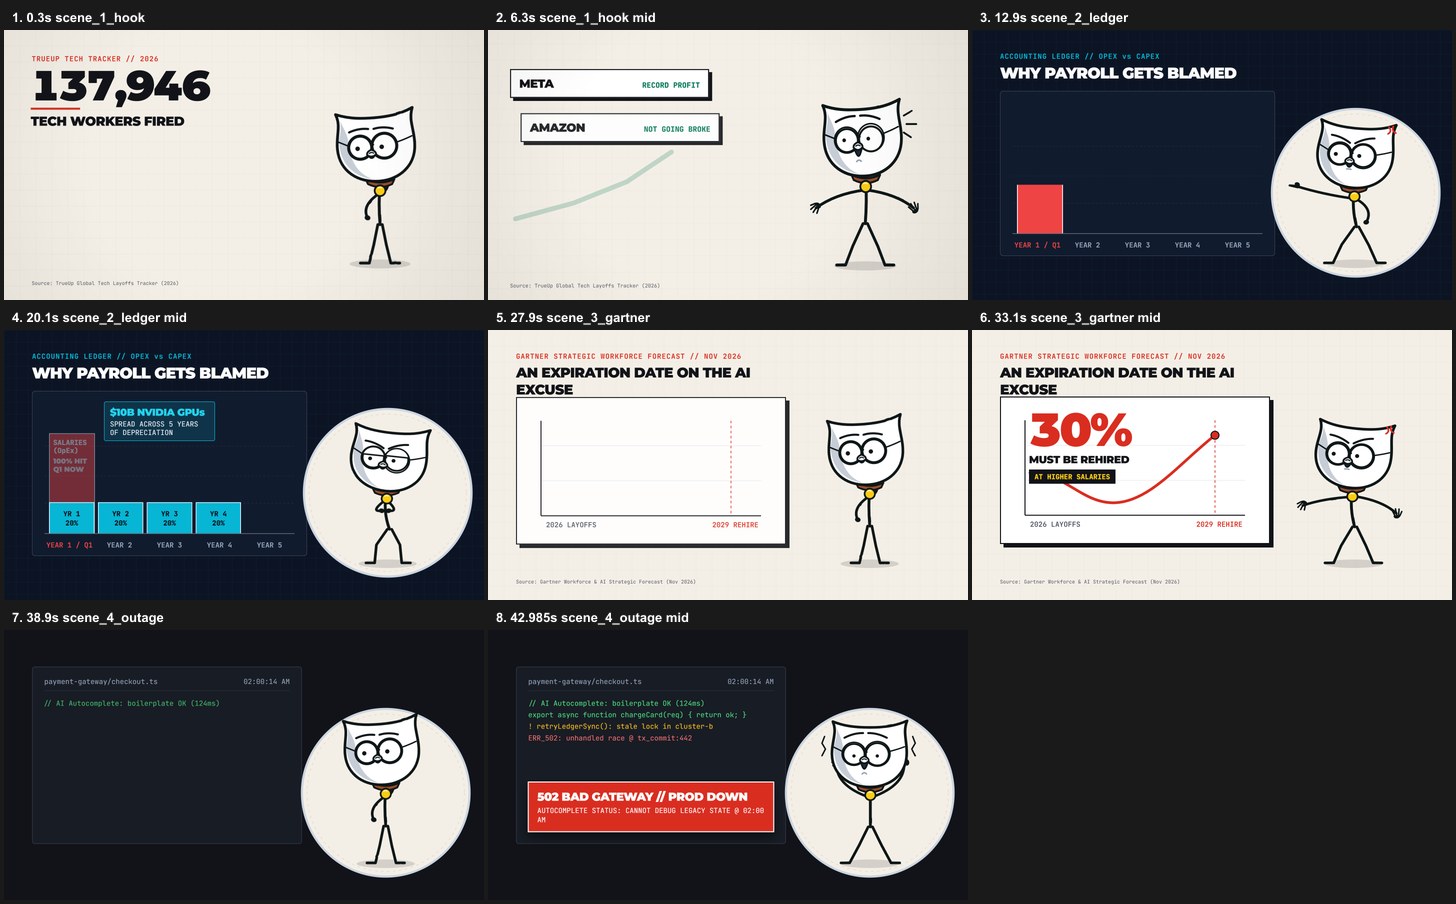 1. 0.3s scene_1_hook
TRUEUP TECH TRACKER // 2026
137,946
TECH WORKERS FIRED
Source: TrueUp Global Tech Layoffs Tracker (2026)
2. 6.3s scene_1_hook mid
META RECORD PROFIT
AMAZON NOT GOING BROKE
Source: TrueUp Global Tech Layoffs Tracker (2026)
3. 12.9s scene_2_ledger
ACCOUNTING LEDGER // OPEX vs CAPEX
WHY PAYROLL GETS BLAMED
YEAR 1 / Q1 YEAR 2 YEAR 3 YEAR 4 YEAR 5
4. 20.1s scene_2_ledger mid
ACCOUNTING LEDGER // OPEX vs CAPEX
WHY PAYROLL GETS BLAMED
$10B NVIDIA GPUs
SPREAD ACROSS 5 YEARS
OF DEPRECIATION
SALARIES
(OpEx)
100% HIT
Q1 NOW
YR 1 YR 2 YR 3 YR 4
20% 20% 20% 20%
YEAR 1 / Q1 YEAR 2 YEAR 3 YEAR 4 YEAR 5
5. 27.9s scene_3_gartner
GARTNER STRATEGIC WORKFORCE FORECAST // NOV 2026
AN EXPIRATION DATE ON THE AI
EXCUSE
2026 LAYOFFS 2029 REHIRE
Source: Gartner Workforce & AI Strategic Forecast (Nov 2026)
6. 33.1s scene_3_gartner mid
GARTNER STRATEGIC WORKFORCE FORECAST // NOV 2026
AN EXPIRATION DATE ON THE AI
EXCUSE
30%
MUST BE REHIRED
AT HIGHER SALARIES
2026 LAYOFFS 2029 REHIRE
Source: Gartner Workforce & AI Strategic Forecast (Nov 2026)
7. 38.9s scene_4_outage
payment-gateway/checkout.ts 02:00:14 AM
// AI Autocomplete: boilerplate OK (124ms)
8. 42.985s scene_4_outage mid
payment-gateway/checkout.ts 02:00:14 AM
// AI Autocomplete: boilerplate OK (124ms)
export async function chargeCard(req) { return ok; }
! retryLedgerSync(): stale lock in cluster-b
ERR_502: unhandled race @ tx_commit:442
502 BAD GATEWAY // PROD DOWN
AUTOCOMPLETE STATUS: CANNOT DEBUG LEGACY STATE @ 02:00
AM